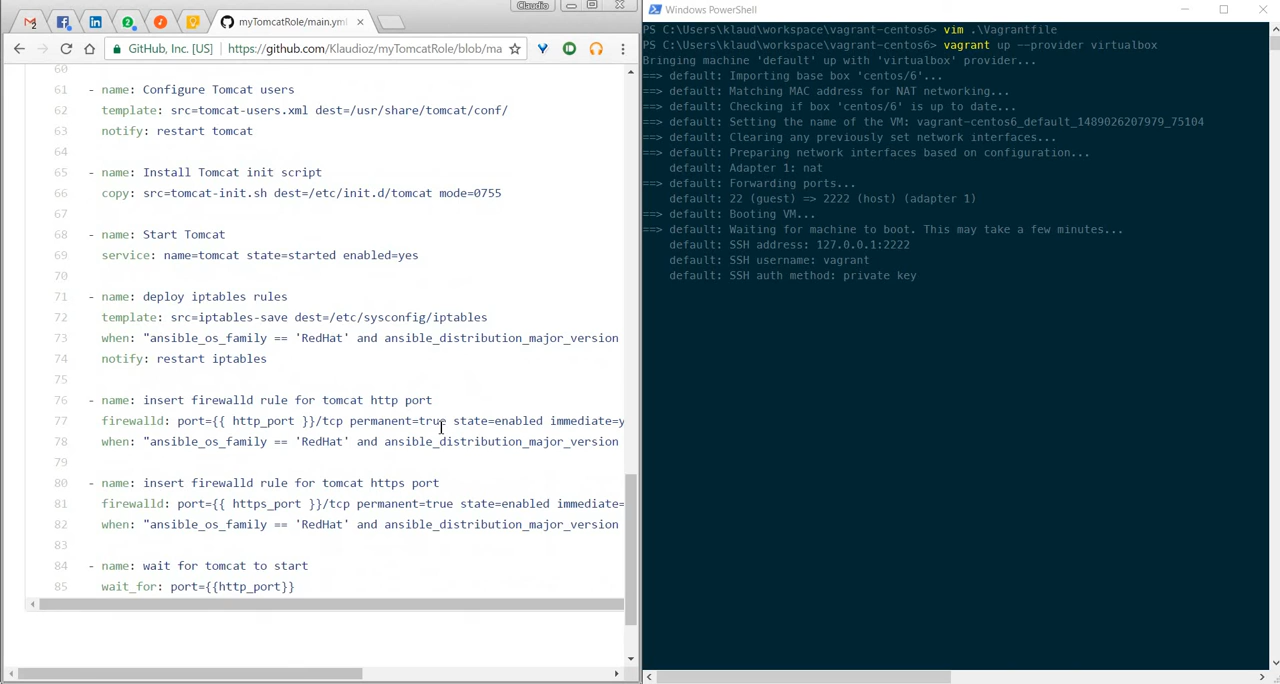 Claudio
myTomcatRole/main.yml
GitHub, Inc. [US]
https://github.com/Klaudioz/myTomcatRole/blob/ma
60
61 - name: Configure Tomcat users
62 template: src=tomcat-users.xml dest=/usr/share/tomcat/conf/
63 notify: restart tomcat
64
65 - name: Install Tomcat init script
66 copy: src=tomcat-init.sh dest=/etc/init.d/tomcat mode=0755
67
68 - name: Start Tomcat
69 service: name=tomcat state=started enabled=yes
70
71 - name: deploy iptables rules
72 template: src=iptables-save dest=/etc/sysconfig/iptables
73 when: "ansible_os_family == 'RedHat' and ansible_distribution_major_version
74 notify: restart iptables
75
76 - name: insert firewalld rule for tomcat http port
77 firewalld: port={{ http_port }}/tcp permanent=true state=enabled immediate=y
78 when: "ansible_os_family == 'RedHat' and ansible_distribution_major_version
79
80 - name: insert firewalld rule for tomcat https port
81 firewalld: port={{ https_port }}/tcp permanent=true state=enabled immediate=
82 when: "ansible_os_family == 'RedHat' and ansible_distribution_major_version
83
84 - name: wait for tomcat to start
85 wait_for: port={{http_port}}
Windows PowerShell
PS C:\Users\klaud\workspace\vagrant-centos6> vim .\Vagrantfile
PS C:\Users\klaud\workspace\vagrant-centos6> vagrant up --provider virtualbox
Bringing machine 'default' up with 'virtualbox' provider...
==> default: Importing base box 'centos/6'...
==> default: Matching MAC address for NAT networking...
==> default: Checking if box 'centos/6' is up to date...
==> default: Setting the name of the VM: vagrant-centos6_default_1489026207979_75104
==> default: Clearing any previously set network interfaces...
==> default: Preparing network interfaces based on configuration...
default: Adapter 1: nat
==> default: Forwarding ports...
default: 22 (guest) => 2222 (host) (adapter 1)
==> default: Booting VM...
==> default: Waiting for machine to boot. This may take a few minutes...
default: SSH address: 127.0.0.1:2222
default: SSH username: vagrant
default: SSH auth method: private key